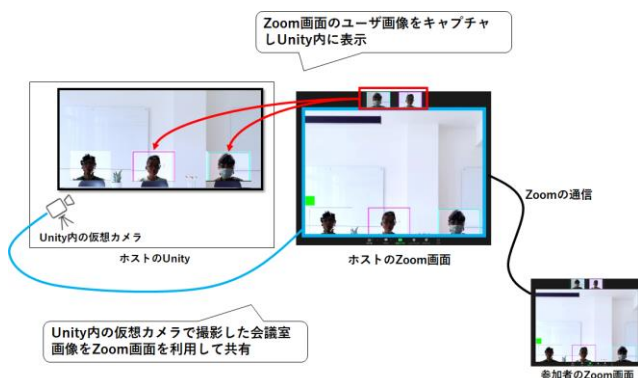 Zoom画面のユーザ画像をキャプチャ
しUnity内に表示
Unity内の仮想カメラ
ホストのUnity
ホストのZoom画面
Zoomの通信
Unity内の仮想カメラで撮影した会議室
画像をZoom画面を利用して共有
参加者のZoom画面